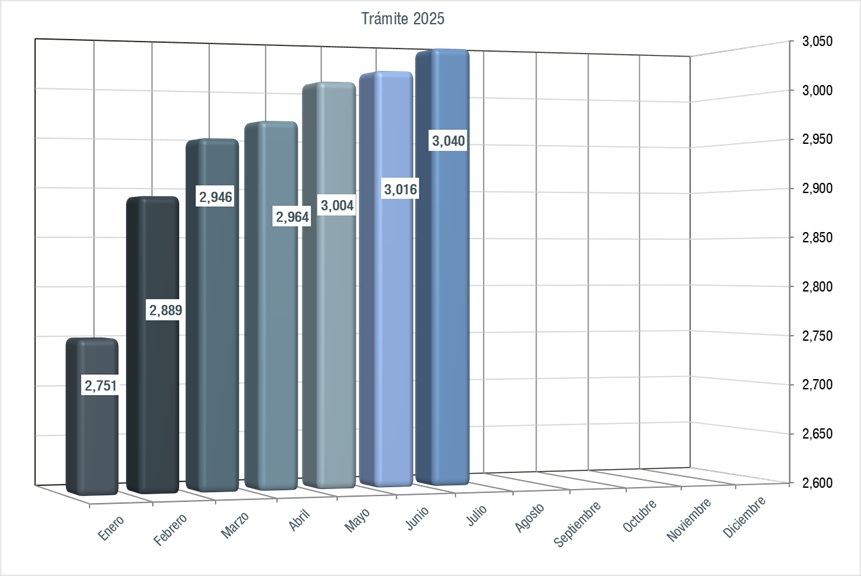 Trámite 2025
3,050
3,000
2,950
2,900
2,850
2,800
2,750
2,700
2,650
2,600
2,751
2,889
2,946
2,964
3,004
3,016
3,040
Enero
Febrero
Marzo
Abril
Mayo
Junio
Julio
Agosto
Septiembre
Octubre
Noviembre
Diciembre